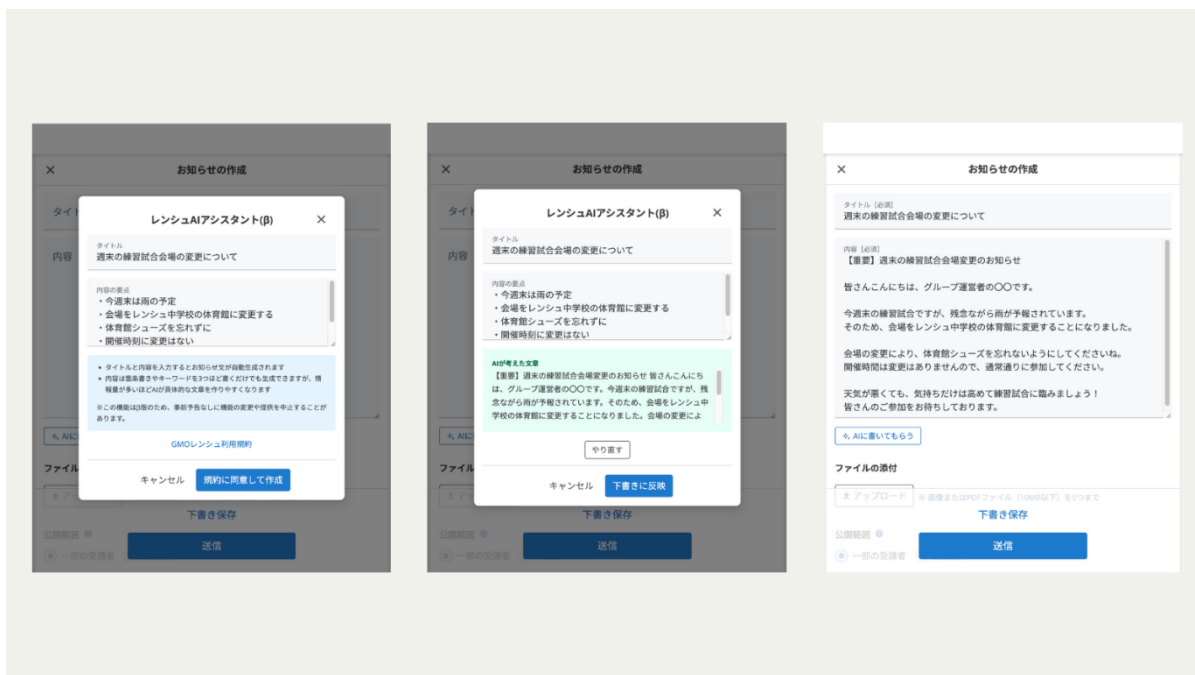 ×
お知らせの作成
タイト
内容
レンシュAIアシスタント(β)
×
タイトル
週末の練習試合会場の変更について
内容の要点
・今週末は雨の予定
・会場をレンシュ中学校の体育館に変更する
・体育館シューズを忘れずに
・開催時刻に変更はない
• タイトルと内容を入力するとお知らせ文が自動生成されます
• 内容は箇条書きやキーワードを3つほど書くだけでも生成できますが、情
報量が多いほどAIが具体的な文章を作りやすくなります
※この機能はβ版のため、事前予告なしに機能の変更や提供を中止することが
あります。
GMOレンシュ利用規約
キャンセル
規約に同意して作成
AIに
ファイル
ア
下書き保存
公開範囲
一部の受講者
送信
×
お知らせの作成
タイト
内容
レンシュAIアシスタント(β)
×
タイトル
週末の練習試合会場の変更について
内容の要点
・今週末は雨の予定
・会場をレンシュ中学校の体育館に変更する
・体育館シューズを忘れずに
・開催時刻に変更はない
AIが考えた文章
【重要】週末の練習試合会場変更のお知らせ 皆さんこんにち
は、グループ運営者の〇〇です。今週末の練習試合ですが、残
念ながら雨が予報されています。そのため、会場をレンシュ中
学校の体育館に変更することになりました。会場の変更によ
やり直す
キャンセル
下書きに反映
AIに
ファイル
アッ
下書き保存
公開範囲
一部の受講者
送信
×
お知らせの作成
タイトル [必須]
週末の練習試合会場の変更について
内容 [必須]
【重要】週末の練習試合会場変更のお知らせ
皆さんこんにちは、グループ運営者の〇〇です。
今週末の練習試合ですが、残念ながら雨が予報されています。
そのため、会場をレンシュ中学校の体育館に変更することになりました。
会場の変更により、体育館シューズを忘れないようにしてくださいね。
開催時間は変更はありませんので、通常通りに参加してください。
天気が悪くても、気持ちだけは高めて練習試合に臨みましょう！
皆さんのご参加をお待ちしております。
AIに書いてもらう
ファイルの添付
アップロード
※ 画像またはPDFファイル（10MB以下）を5つまで
下書き保存
公開範囲
一部の受講者
送信